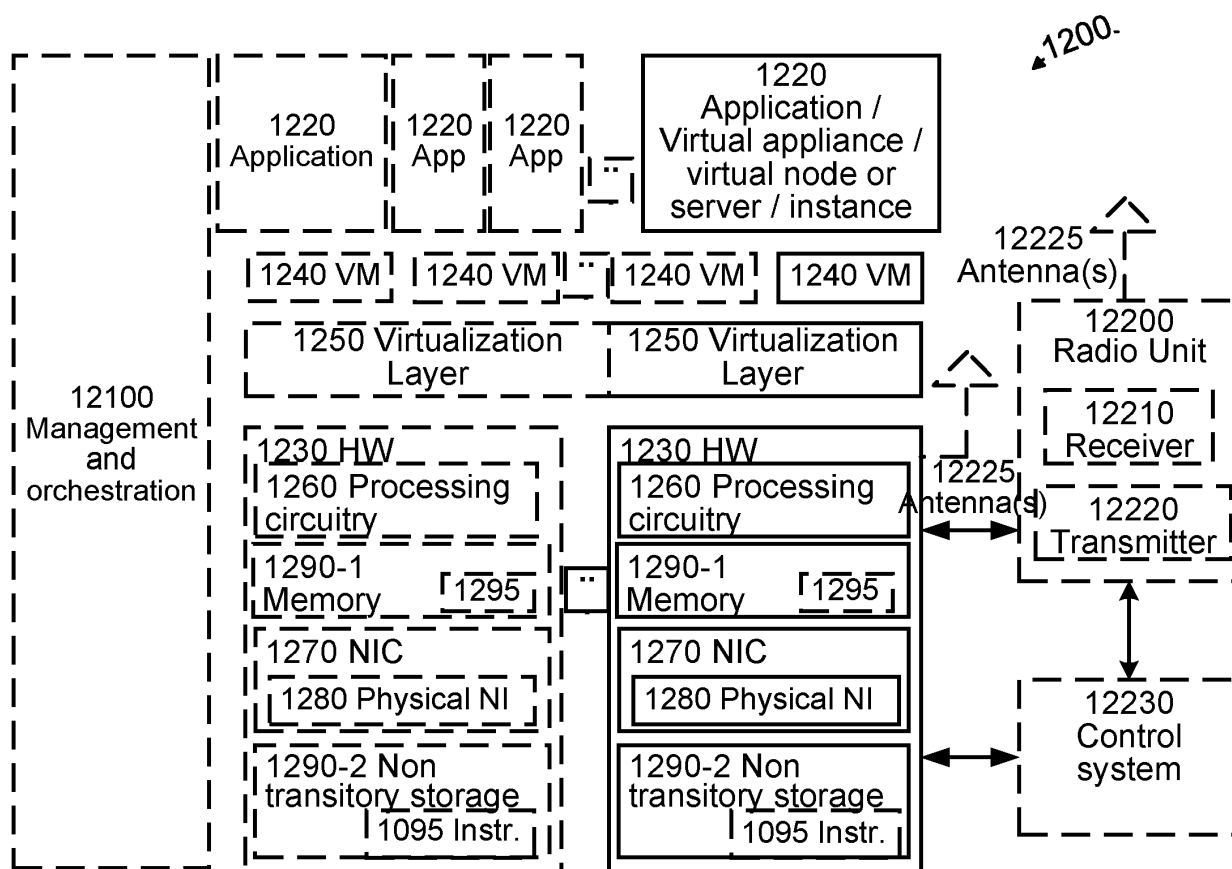 1200
1220
Application
1220
App
1220
App
1220
Application /
Virtual appliance /
virtual node or
server / instance
1240 VM
1240 VM
1240 VM
1240 VM
12225
Antenna(s)
1250 Virtualization
Layer
1250 Virtualization
Layer
12200
Radio Unit
12210
Receiver
12220
Transmitter
12100
Management
and
orchestration
1230 HW
1260 Processing
circuitry
1290-1
Memory
1295
1270 NIC
1280 Physical NI
1290-2 Non
transitory storage
1095 Instr.
1230 HW
1260 Processing
circuitry
1290-1
Memory
1295
1270 NIC
1280 Physical NI
1290-2 Non
transitory storage
1095 Instr.
12225
Antenna(s)
12230
Control
system